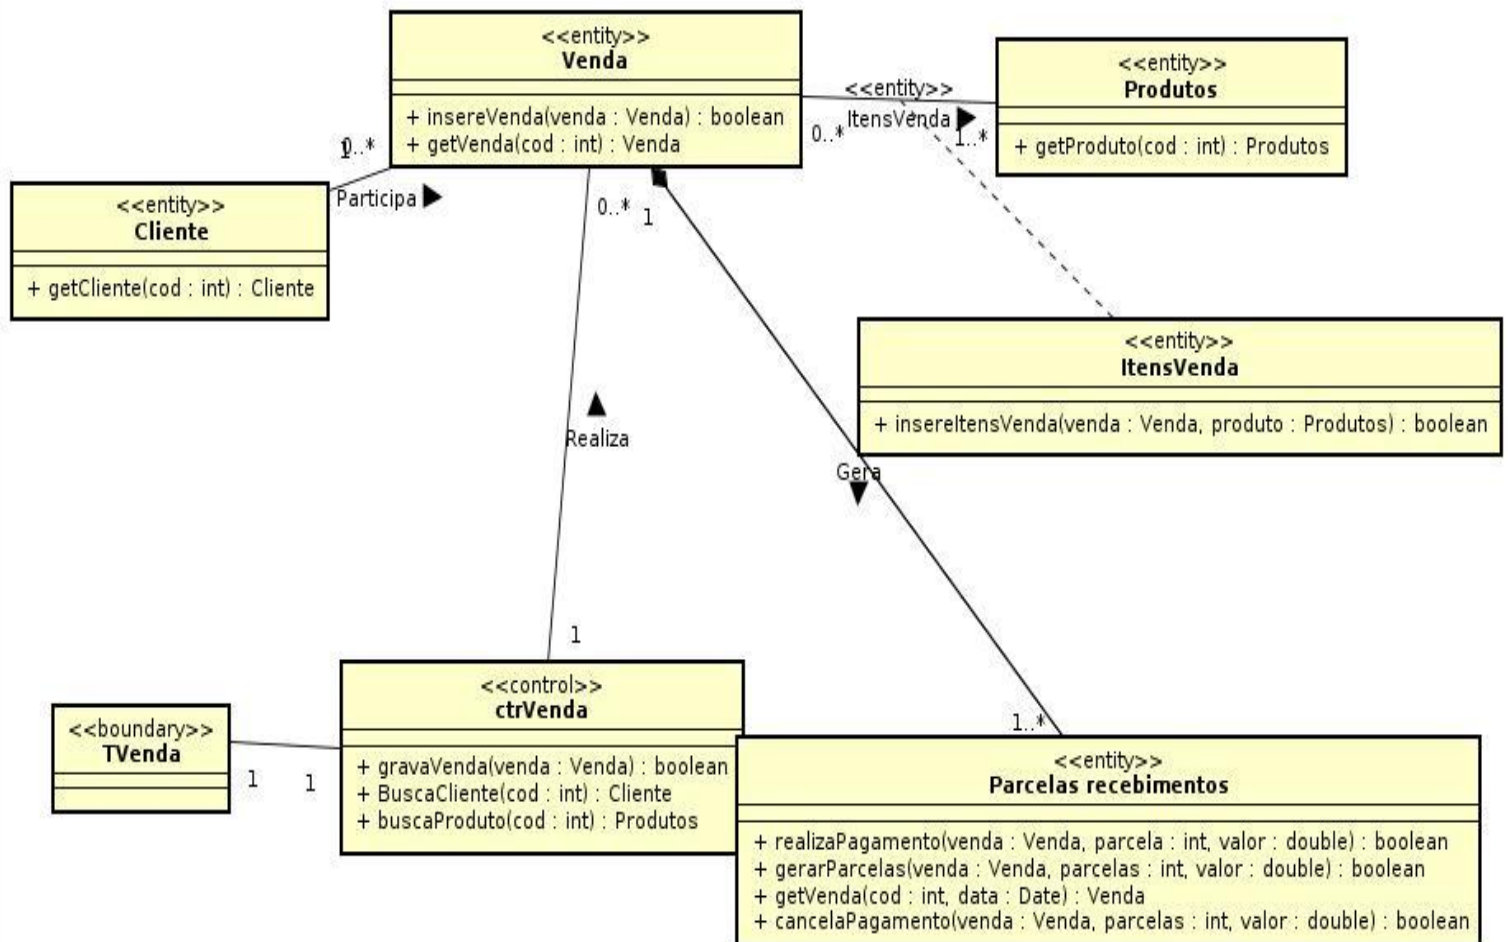 <<entity>>
Venda
+ insereVenda(venda : Venda) : boolean
+ getVenda(cod : int) : Venda
<<entity>>
ItensVenda
0..*
1..*
<<entity>>
Produtos
+ getProduto(cod : int) : Produtos
1
0..*
Participa
<<entity>>
Cliente
+ getCliente(cod : int) : Cliente
0..*
1
<<entity>>
ItensVenda
+ insereItensVenda(venda : Venda, produto : Produtos) : boolean
Realiza
Gera
1
1..*
<<boundary>>
TVenda
1
1
<<control>>
ctrVenda
+ gravaVenda(venda : Venda) : boolean
+ BuscaCliente(cod : int) : Cliente
+ buscaProduto(cod : int) : Produtos
<<entity>>
Parcelas recebimentos
+ realizaPagamento(venda : Venda, parcela : int, valor : double) : boolean
+ gerarParcelas(venda : Venda, parcelas : int, valor : double) : boolean
+ getVenda(cod : int, data : Date) : Venda
+ cancelaPagamento(venda : Venda, parcelas : int, valor : double) : boolean